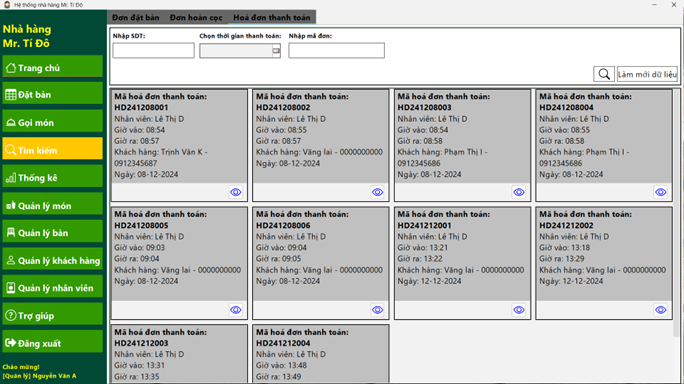 Hệ thống nhà hàng Mr. Tí Đô
Nhà hàng
Mr. Tí Đô
Trang chủ
Đặt bàn
Gọi món
Tìm kiếm
Thống kê
Quản lý món
Quản lý bàn
Quản lý khách hàng
Quản lý nhân viên
Trợ giúp
Đăng xuất
Chào mừng!
[Quản lý] Nguyễn Văn A
Đơn đặt bàn Đơn hoàn cọc Hoá đơn thanh toán
Nhập SDT: Chọn thời gian thanh toán: Nhập mã đơn:
Làm mới dữ liệu
Mã hoá đơn thanh toán:
HD241208001
Nhân viên: Lê Thị D
Giờ vào: 08:54
Giờ ra: 08:57
Khách hàng: Trịnh Văn K -
0912345687
Ngày: 08-12-2024
Mã hoá đơn thanh toán:
HD241208002
Nhân viên: Lê Thị D
Giờ vào: 08:55
Giờ ra: 08:57
Khách hàng: Vãng lai - 0000000000
Ngày: 08-12-2024
Mã hoá đơn thanh toán:
HD241208003
Nhân viên: Lê Thị D
Giờ vào: 08:54
Giờ ra: 08:58
Khách hàng: Phạm Thị I -
0912345686
Ngày: 08-12-2024
Mã hoá đơn thanh toán:
HD241208004
Nhân viên: Lê Thị D
Giờ vào: 08:55
Giờ ra: 08:58
Khách hàng: Phạm Thị I -
0912345686
Ngày: 08-12-2024
Mã hoá đơn thanh toán:
HD241208005
Nhân viên: Lê Thị D
Giờ vào: 09:03
Giờ ra: 09:04
Khách hàng: Vãng lai - 0000000000
Ngày: 08-12-2024
Mã hoá đơn thanh toán:
HD241208006
Nhân viên: Lê Thị D
Giờ vào: 09:04
Giờ ra: 09:05
Khách hàng: Vãng lai - 0000000000
Ngày: 08-12-2024
Mã hoá đơn thanh toán:
HD241212001
Nhân viên: Lê Thị D
Giờ vào: 13:21
Giờ ra: 13:22
Khách hàng: Vãng lai - 0000000000
Ngày: 12-12-2024
Mã hoá đơn thanh toán:
HD241212002
Nhân viên: Lê Thị D
Giờ vào: 13:18
Giờ ra: 13:29
Khách hàng: Vãng lai - 0000000000
Ngày: 12-12-2024
Mã hoá đơn thanh toán:
HD241212003
Nhân viên: Lê Thị D
Giờ vào: 13:31
Giờ ra: 13:35
Mã hoá đơn thanh toán:
HD241212004
Nhân viên: Lê Thị D
Giờ vào: 13:48
Giờ ra: 13:49